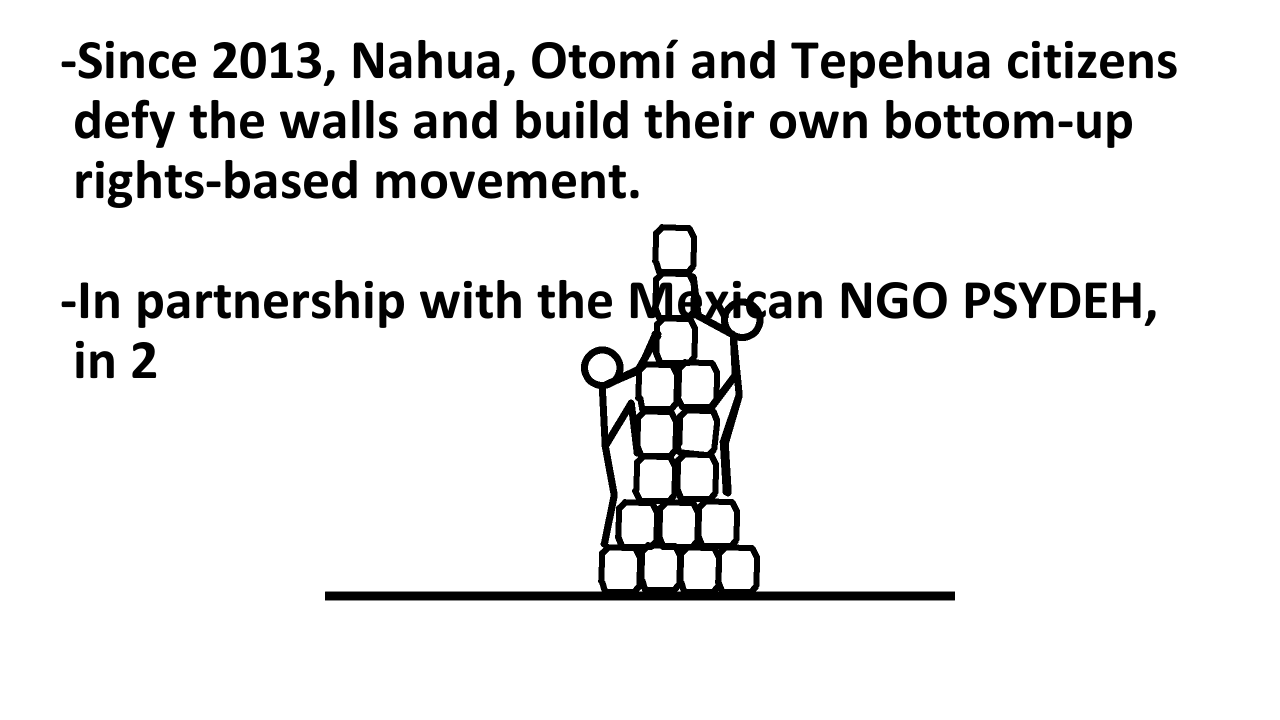 -Since 2013, Nahua, Otomí and Tepehua citizens
defy the walls and build their own bottom-up
rights-based movement.
-In partnership with the Mexican NGO PSYDEH,
in 2